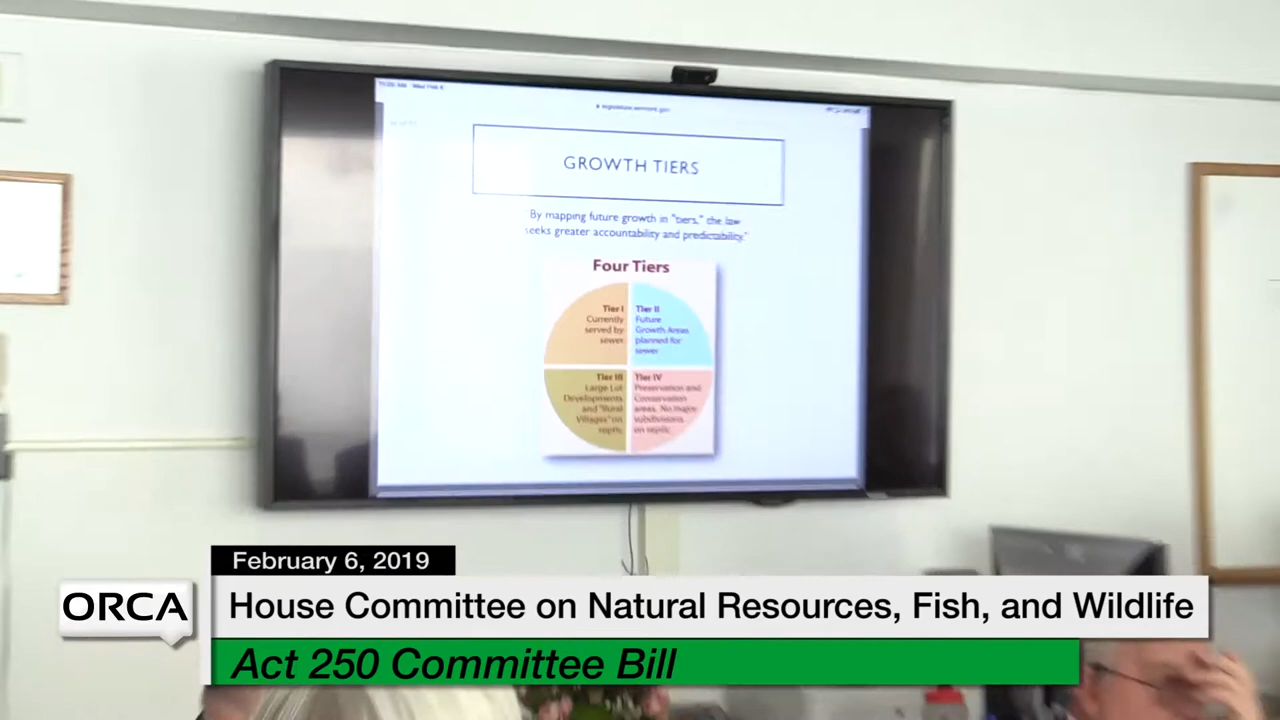 legislature.vermont.gov
GROWTH TIERS
By mapping future growth in "tiers," the law
seeks greater accountability and predictability."
Four Tiers
Tier I
Currently
served by
sewer
Tier II
Future
Growth Areas
planned for
sewer
Tier III
Large Lot
Developments
and "Rural
Villages" on
septic
Tier IV
Preservation and
Conservation
areas. No major
subdivisions
on septic
February 6, 2019
ORCA
House Committee on Natural Resources, Fish, and Wildlife
Act 250 Committee Bill